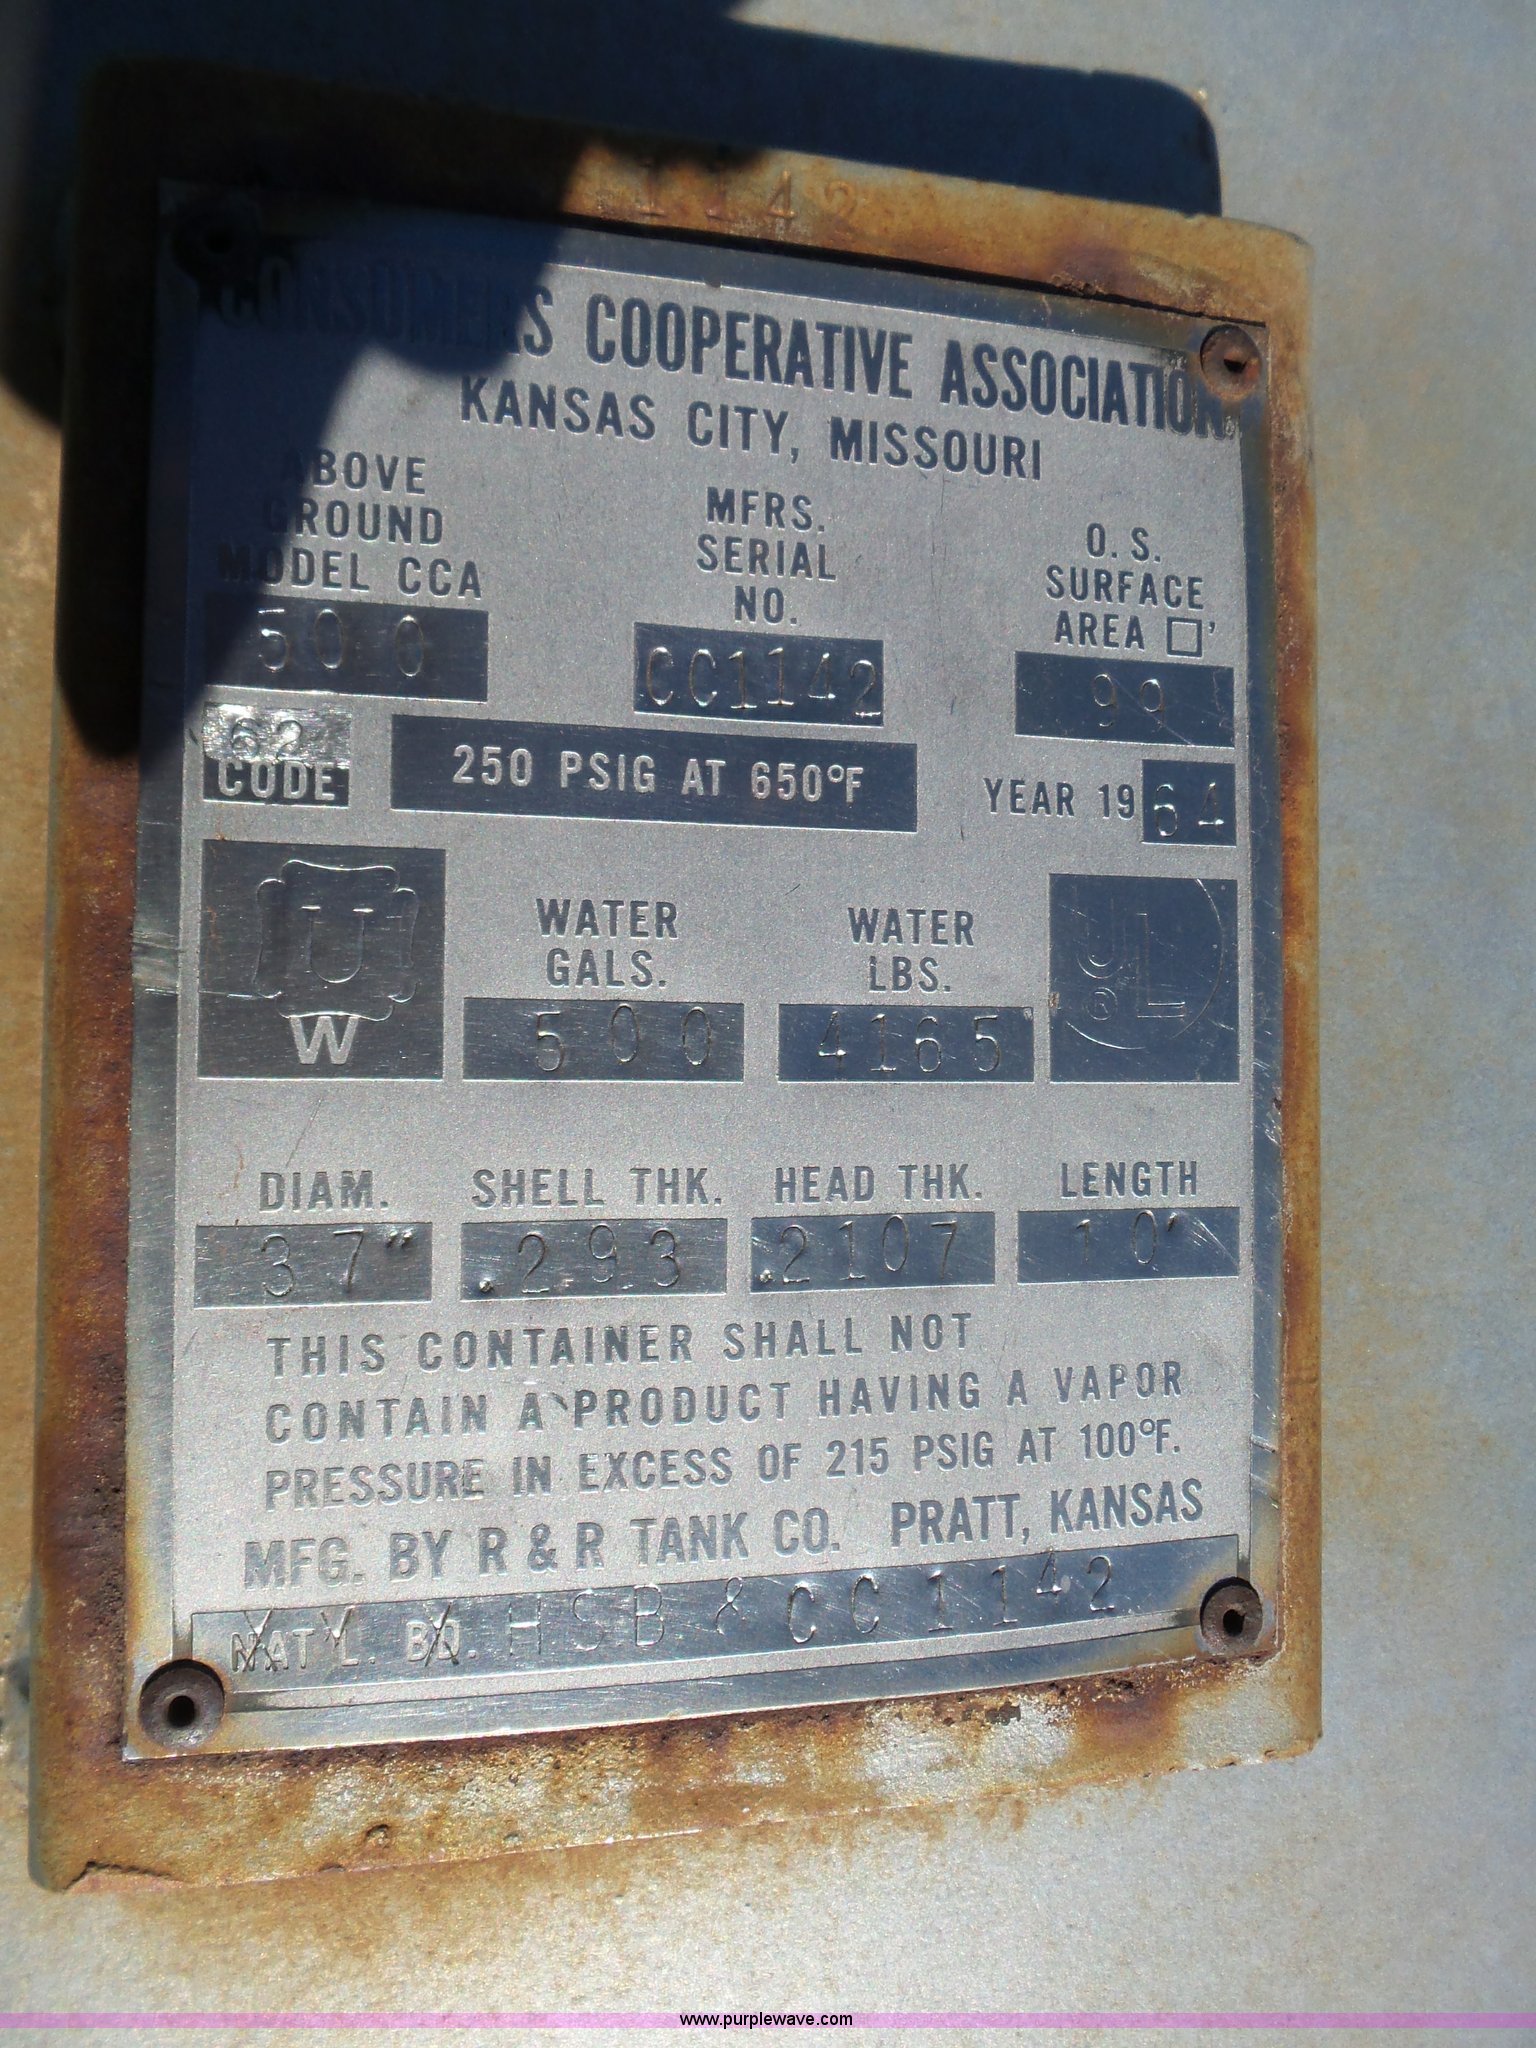 1142
CONSUMERS COOPERATIVE ASSOCIATION
KANSAS CITY, MISSOURI
ABOVE
GROUND
MODEL CCA
500
MFRS.
SERIAL
NO.
CC1142
O. S.
SURFACE
AREA □'
99
62
CODE
250 PSIG AT 650°F
YEAR 1964
U
W
WATER
GALS.
500
WATER
LBS.
4165
UL
®
DIAM.
37"
SHELL THK.
.293
HEAD THK.
.2107
LENGTH
10'
THIS CONTAINER SHALL NOT
CONTAIN A PRODUCT HAVING A VAPOR
PRESSURE IN EXCESS OF 215 PSIG AT 100°F.
MFG. BY R & R TANK CO. PRATT, KANSAS
NAT'L. BD. HSB & CC1142
www.purplewave.com